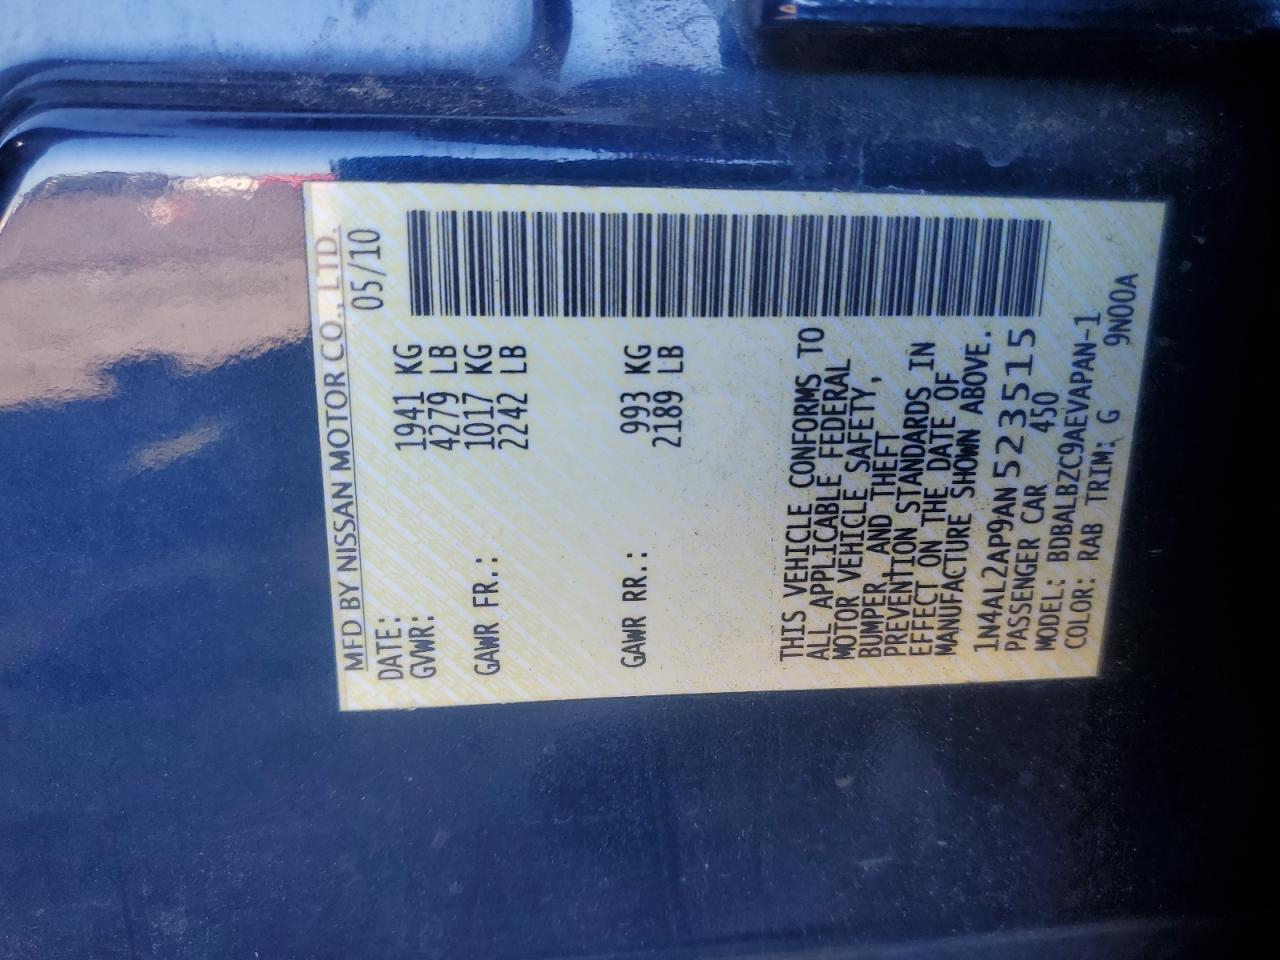 MFD BY NISSAN MOTOR CO., LTD.
DATE: 05/10
GVWR: 1941 KG
4279 LB
GAWR FR.: 1017 KG
2242 LB
GAWR RR.: 993 KG
2189 LB
THIS VEHICLE CONFORMS TO
ALL APPLICABLE FEDERAL
MOTOR VEHICLE SAFETY,
BUMPER, AND THEFT
PREVENTION STANDARDS IN
EFFECT ON THE DATE OF
MANUFACTURE SHOWN ABOVE.
1N4AL2AP9AN523515
PASSENGER CAR 450
MODEL: BDBALBZC9AEVAPAN-1
COLOR: RAB TRIM: G 9N00A